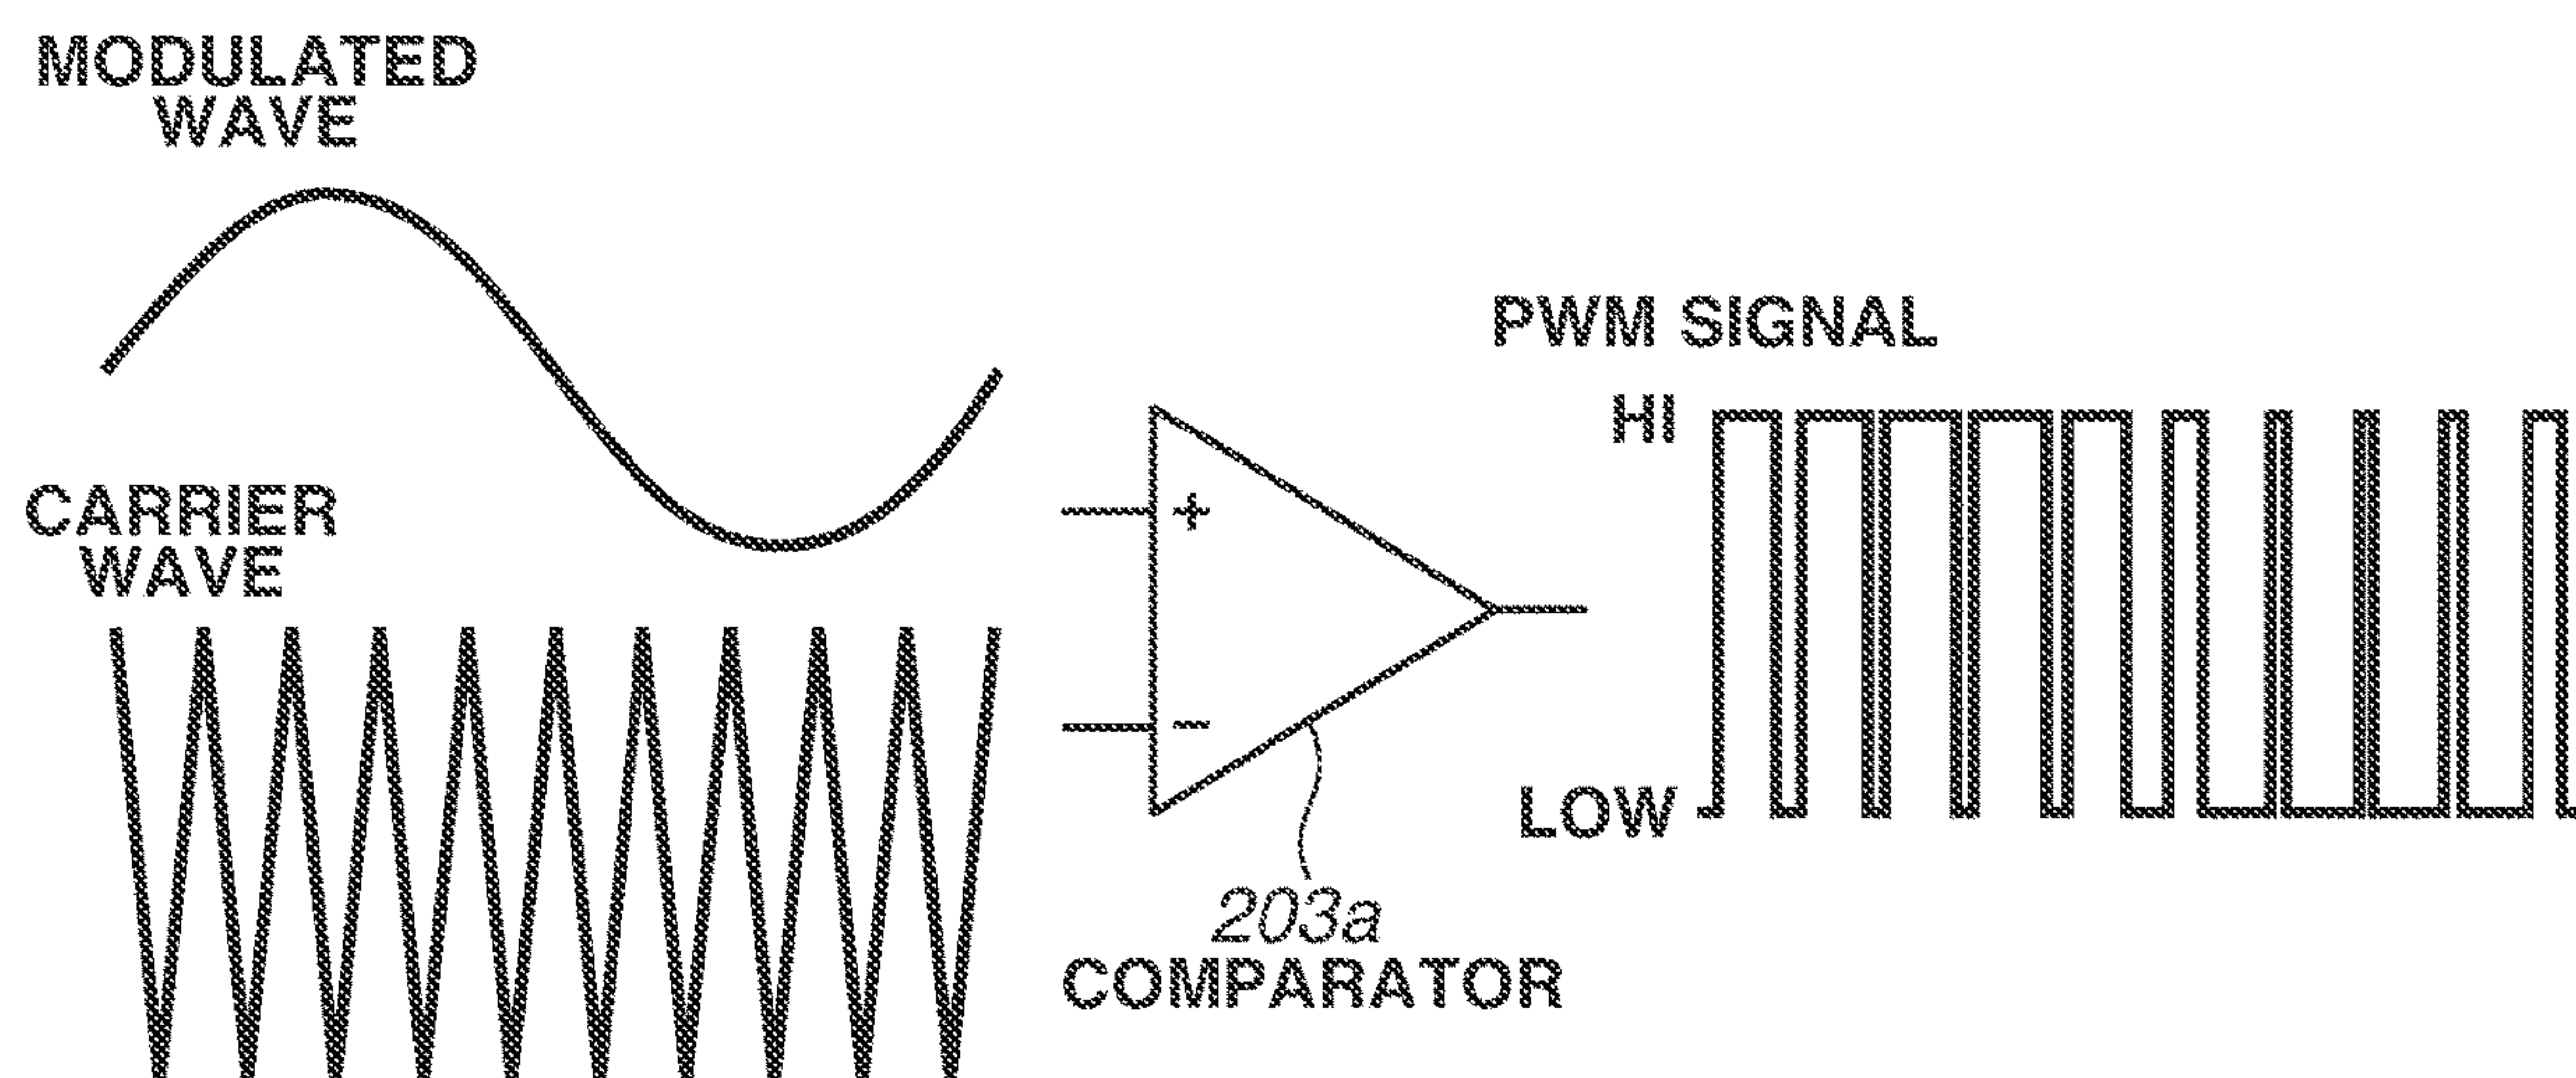 MODULATED
WAVE
CARRIER
WAVE
+
−
203a
COMPARATOR
PWM SIGNAL
HI
LOW